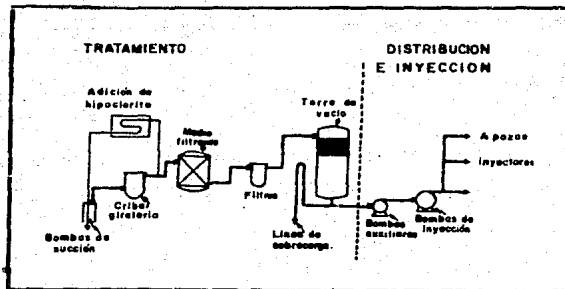 TRATAMIENTO
DISTRIBUCION
E INYECCION
Adición de
hipoclorito
Medio
filtrante
Torre de
vacío
A pozos
inyectores
Criba
giratoria
Filtros
Bombas de
succión
Línea de
sobrecarga.
Bombas
auxiliares
Bombas de
inyección